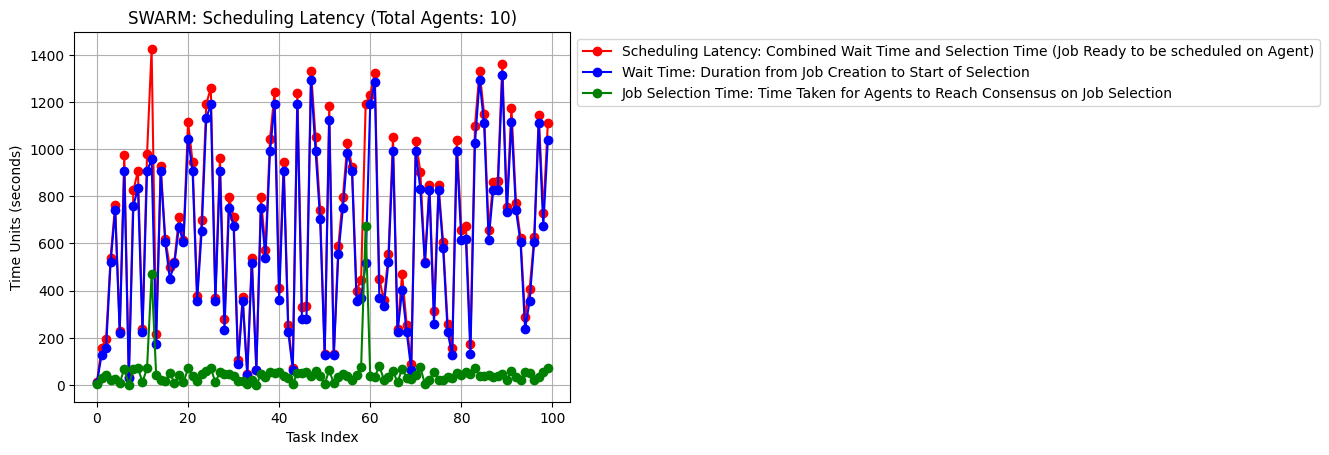 SWARM: Scheduling Latency (Total Agents: 10)
Scheduling Latency: Combined Wait Time and Selection Time (Job Ready to be scheduled on Agent)
Wait Time: Duration from Job Creation to Start of Selection
Job Selection Time: Time Taken for Agents to Reach Consensus on Job Selection
Time Units (seconds)
1400
1200
1000
800
600
400
200
0
0 20 40 60 80 100
Task Index